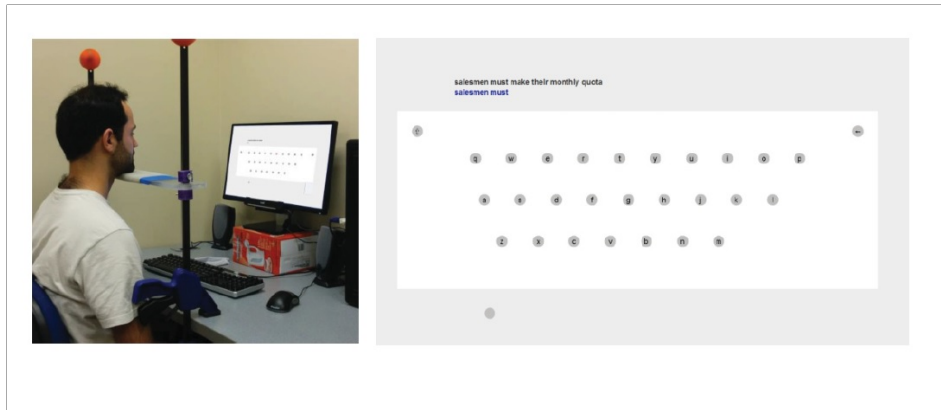 salesmen must make their monthly quota
salesmen must
q w e r t y u i o p
a s d f g h j k l
z x c v b n m